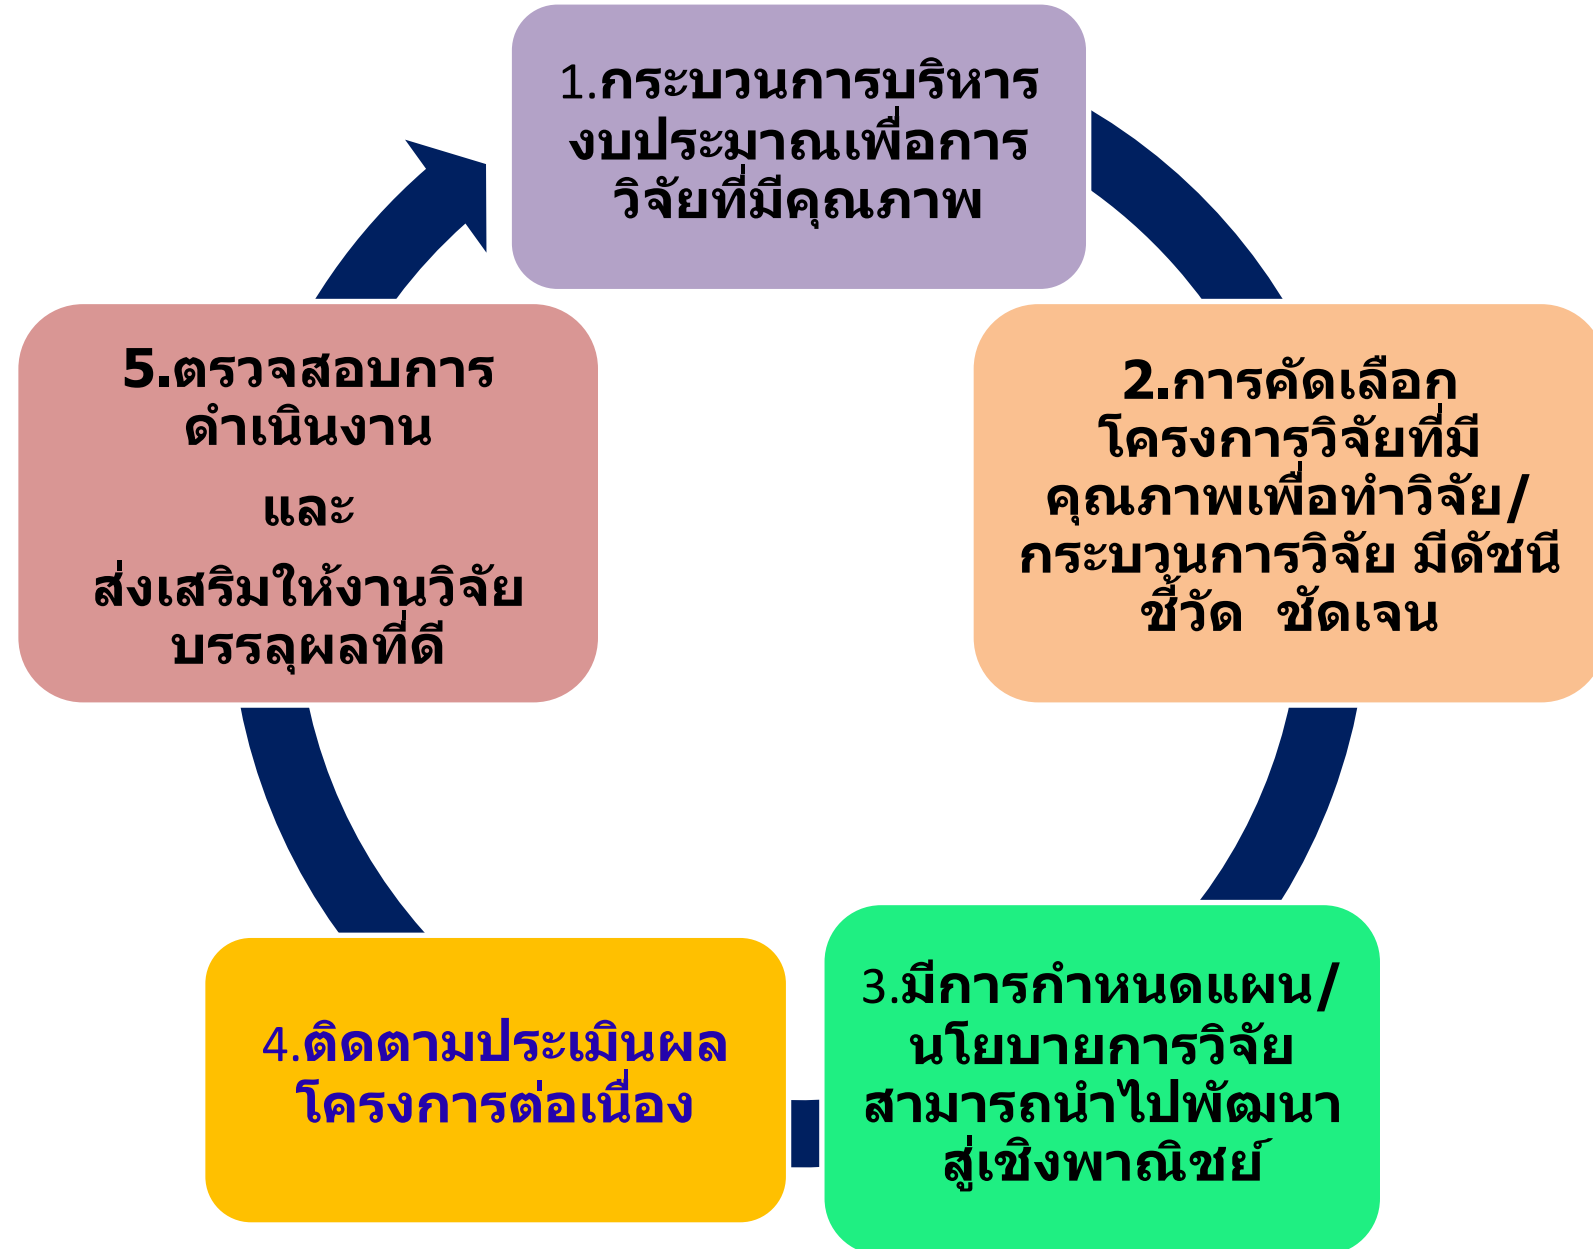 1.กระบวนการบริหาร
งบประมาณเพื่อการ
วิจัยที่มีคุณภาพ
2.การคัดเลือก
โครงการวิจัยที่มี
คุณภาพเพื่อทำวิจัย/
กระบวนการวิจัย มีดัชนี
ชี้วัด  ชัดเจน
3.มีการกำหนดแผน/
นโยบายการวิจัย
สามารถนำไปพัฒนา
สู่เชิงพาณิชย์
4.ติดตามประเมินผล
โครงการต่อเนื่อง
5.ตรวจสอบการ
ดำเนินงาน
และ
ส่งเสริมให้งานวิจัย
บรรลุผลที่ดี